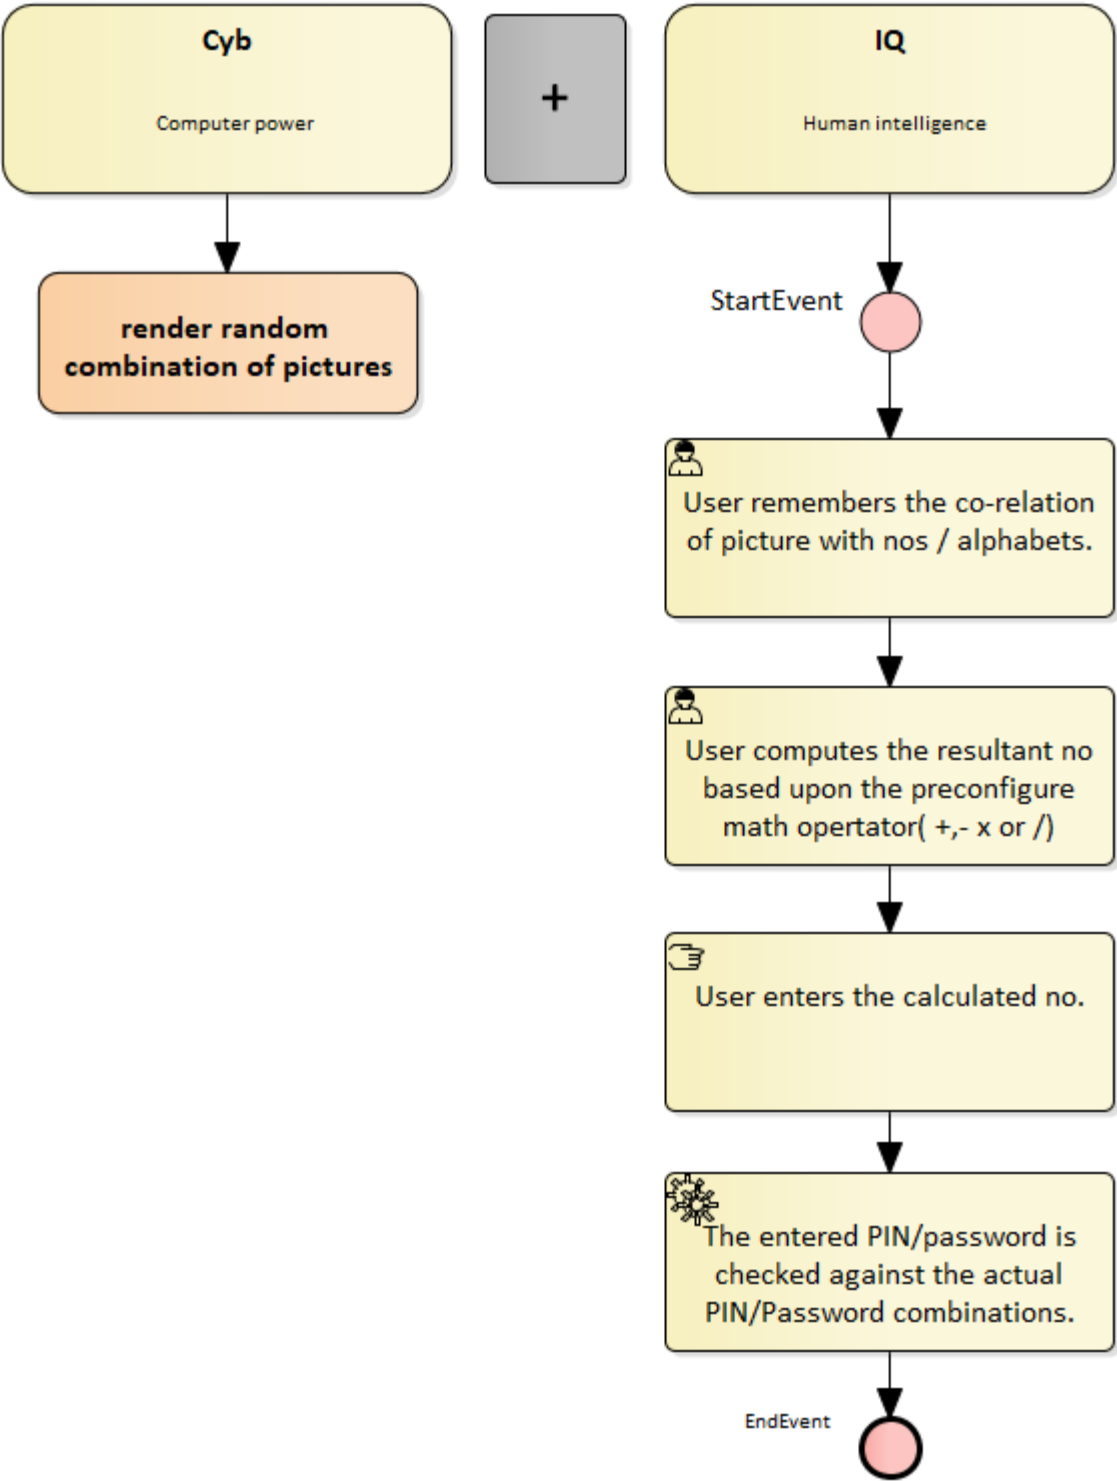 Cyb
Computer power
+
IQ
Human intelligence
render random
combination of pictures
StartEvent
User remembers the co-relation
of picture with nos / alphabets.
User computes the resultant no
based upon the preconfigure
math opertator( +,- x or /)
User enters the calculated no.
The entered PIN/password is
checked against the actual
PIN/Password combinations.
EndEvent